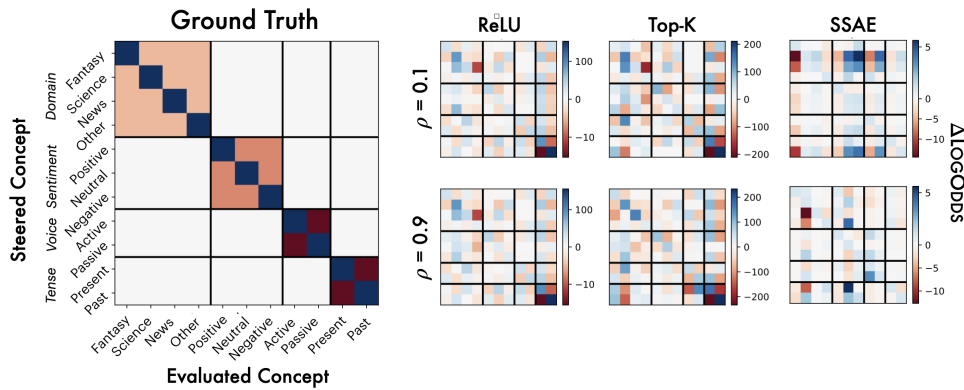 Ground Truth
ReLU
Top-K
SSAE
Steered Concept
Domain
Sentiment
Voice
Tense
Fantasy
Science
News
Other
Positive
Neutral
Negative
Active
Passive
Present
Past
Fantasy
Science
News
Other
Positive
Neutral
Negative
Active
Passive
Present
Past
Evaluated Concept
ρ = 0.1
100
0
−10
200
100
0
−100
−200
5
0
−5
−10
ρ = 0.9
100
0
−10
200
100
0
−100
−200
5
0
−5
−10
ΔLOGODDS